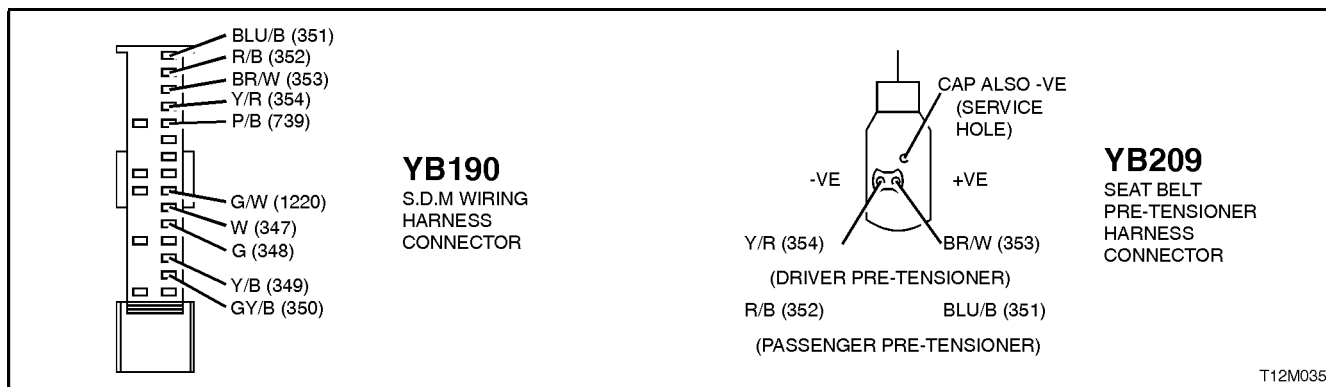 BLU/B (351)
R/B (352)
BR/W (353)
Y/R (354)
P/B (739)
G/W (1220)
W (347)
G (348)
Y/B (349)
GY/B (350)
YB190
S.D.M WIRING
HARNESS
CONNECTOR
CAP ALSO -VE
(SERVICE
HOLE)
-VE
+VE
Y/R (354)
BR/W (353)
(DRIVER PRE-TENSIONER)
R/B (352)
BLU/B (351)
(PASSENGER PRE-TENSIONER)
YB209
SEAT BELT
PRE-TENSIONER
HARNESS
CONNECTOR
T12M035